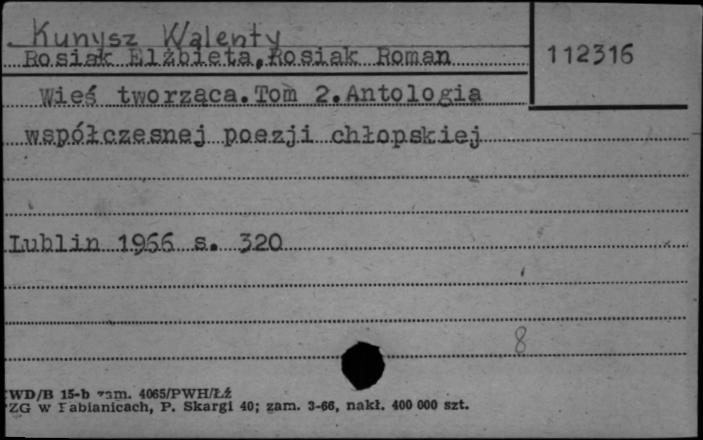 Kunysz Walenty
Rosiak Elżbieta, Rosiak Roman
112316
Wieś tworząca. Tom 2. Antologia
współczesnej poezji chłopskiej
Lublin 1966 s. 320
8
WD/B 15-b zam. 4065/PWH/Łż
ZG w Pabianicach, P. Skargi 40; zam. 3-66, nakł. 400 000 szt.